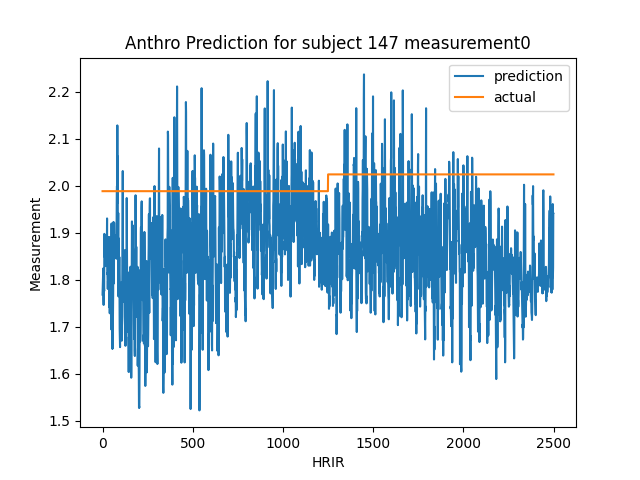 Anthro Prediction for subject 147 measurement0
prediction
actual
2.2
2.1
2.0
1.9
1.8
1.7
1.6
1.5
Measurement
0
500
1000
1500
2000
2500
HRIR